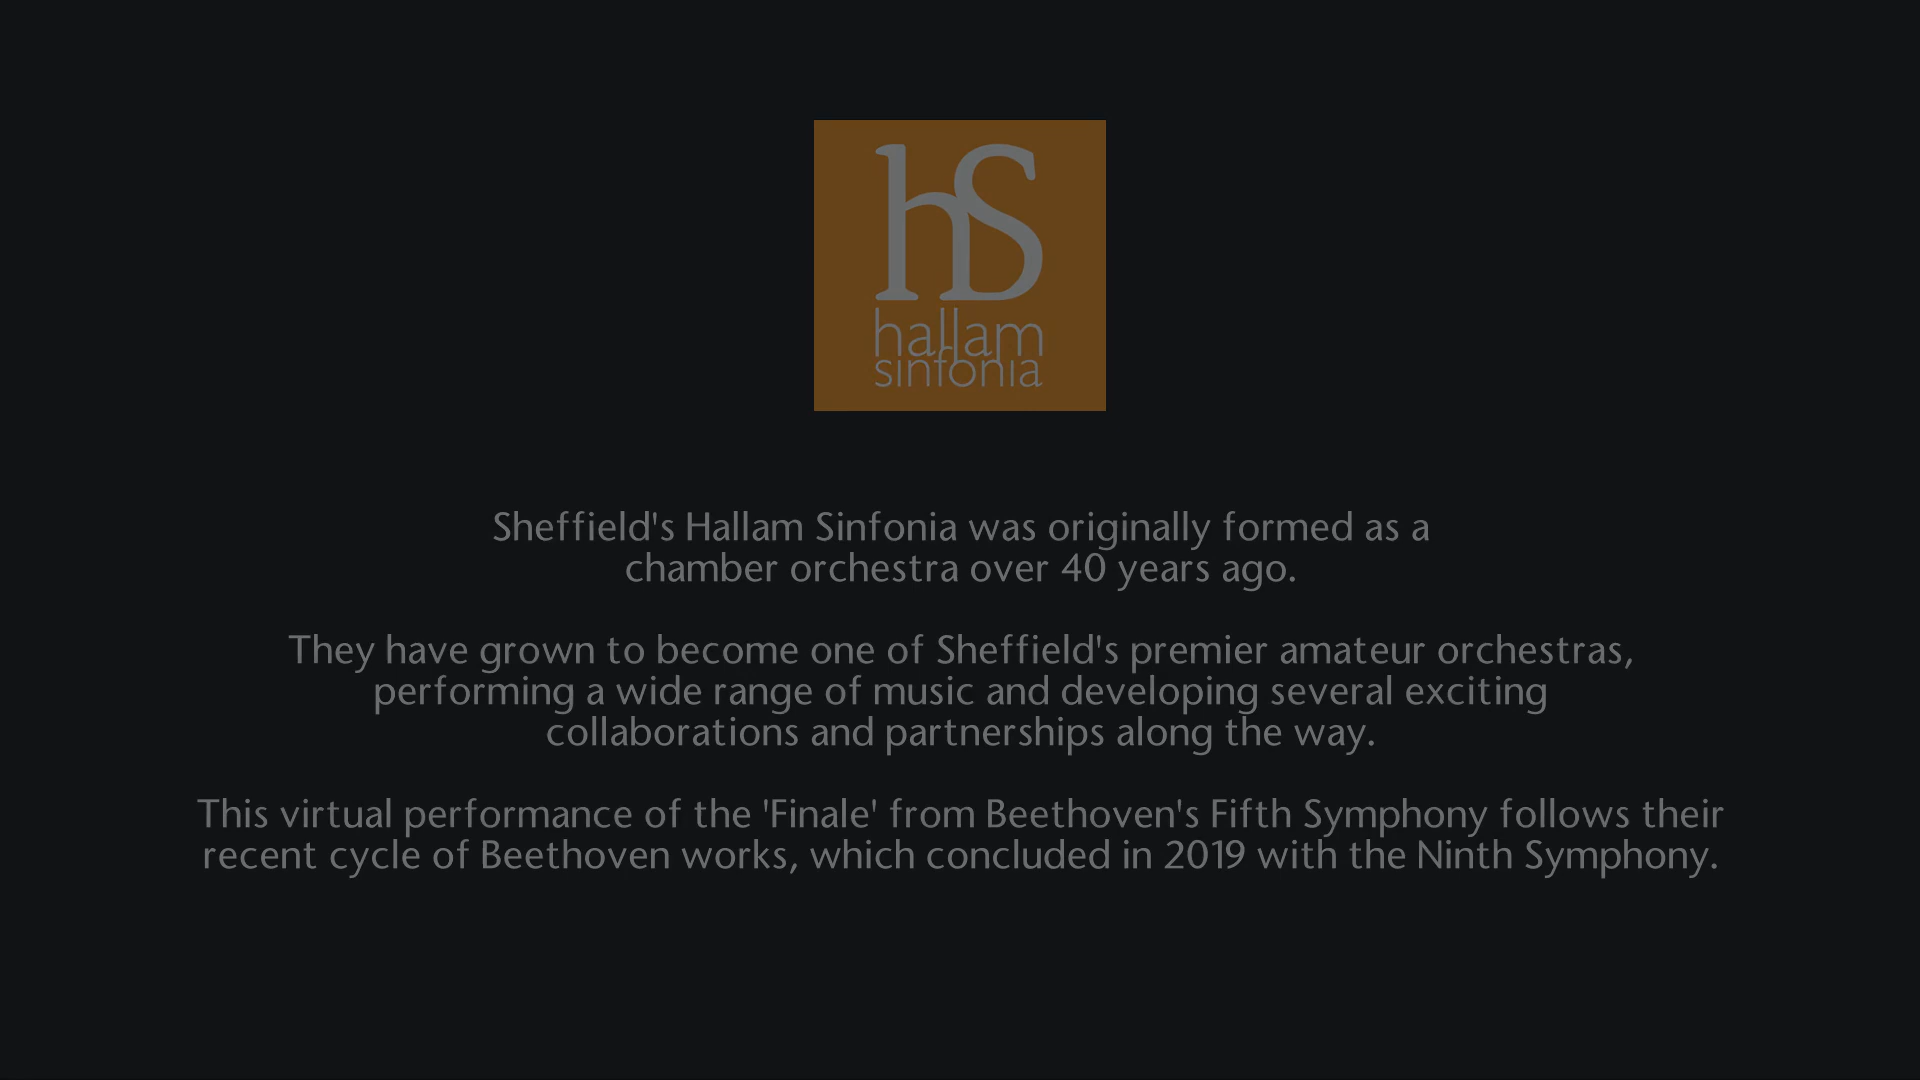 hS
hallam
sinfonia
Sheffield's Hallam Sinfonia was originally formed as a
chamber orchestra over 40 years ago.
They have grown to become one of Sheffield's premier amateur orchestras,
performing a wide range of music and developing several exciting
collaborations and partnerships along the way.
This virtual performance of the 'Finale' from Beethoven's Fifth Symphony follows their
recent cycle of Beethoven works, which concluded in 2019 with the Ninth Symphony.